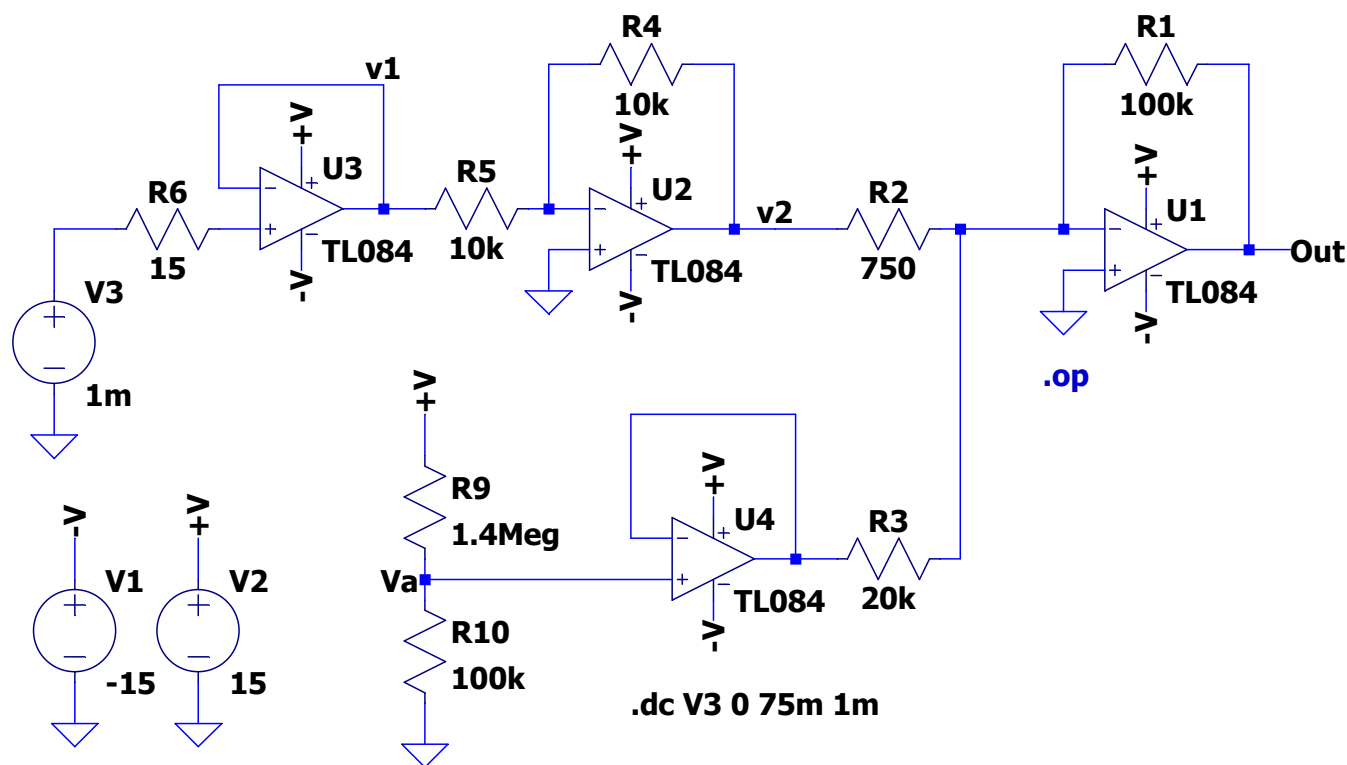 R4
10k
R1
100k
v1
+V
-
+
U3
+
−
TL084
-V
R6
15
R5
10k
+V
-
+
U2
+
−
TL084
-V
v2
R2
750
+V
-
+
U1
+
−
TL084
-V
Out
V3
+
−
1m
.op
+V
R9
1.4Meg
Va
R10
100k
+V
-
+
U4
+
−
TL084
-V
R3
20k
-V
V1
+
−
-15
+V
V2
+
−
15
.dc V3 0 75m 1m